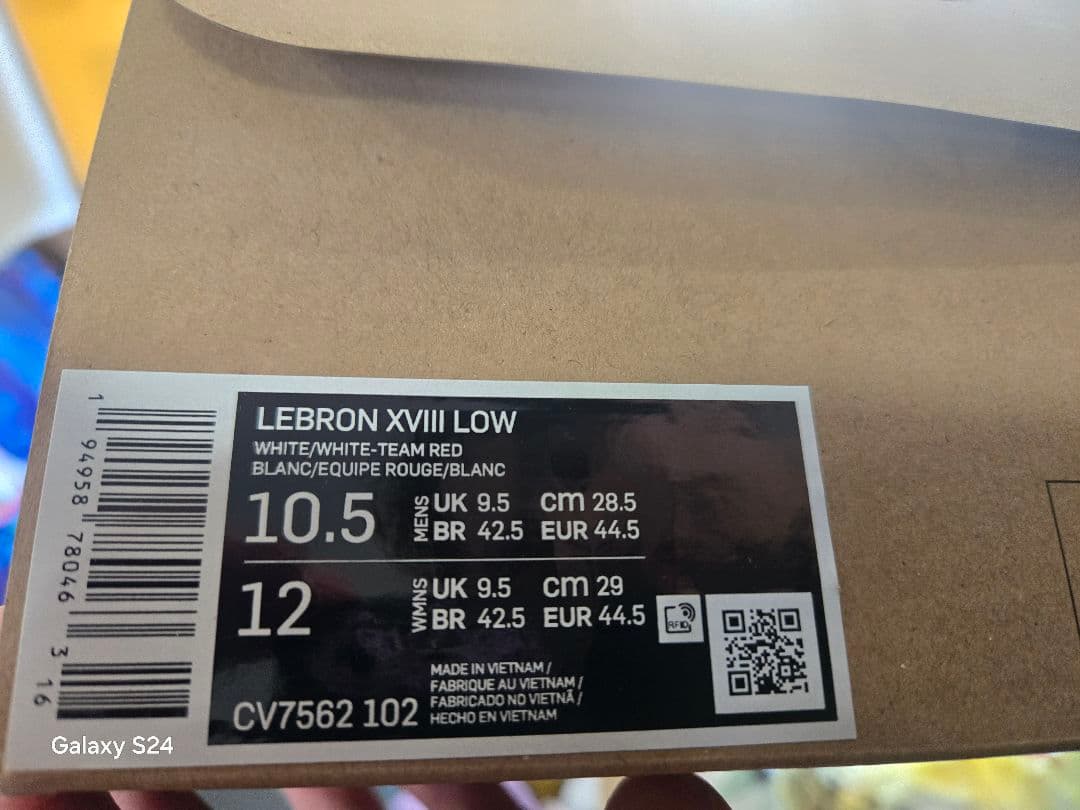 LEBRON XVIII LOW
WHITE/WHITE-TEAM RED
BLANC/EQUIPE ROUGE/BLANC
10.5 MENS UK 9.5 cm 28.5
BR 42.5 EUR 44.5
12 WMNS UK 9.5 cm 29
BR 42.5 EUR 44.5
RFID
MADE IN VIETNAM /
FABRIQUE AU VIETNAM /
FABRICADO NO VIETNÃ /
HECHO EN VIETNAM
CV7562 102
1 94958 78046 3 16
Galaxy S24